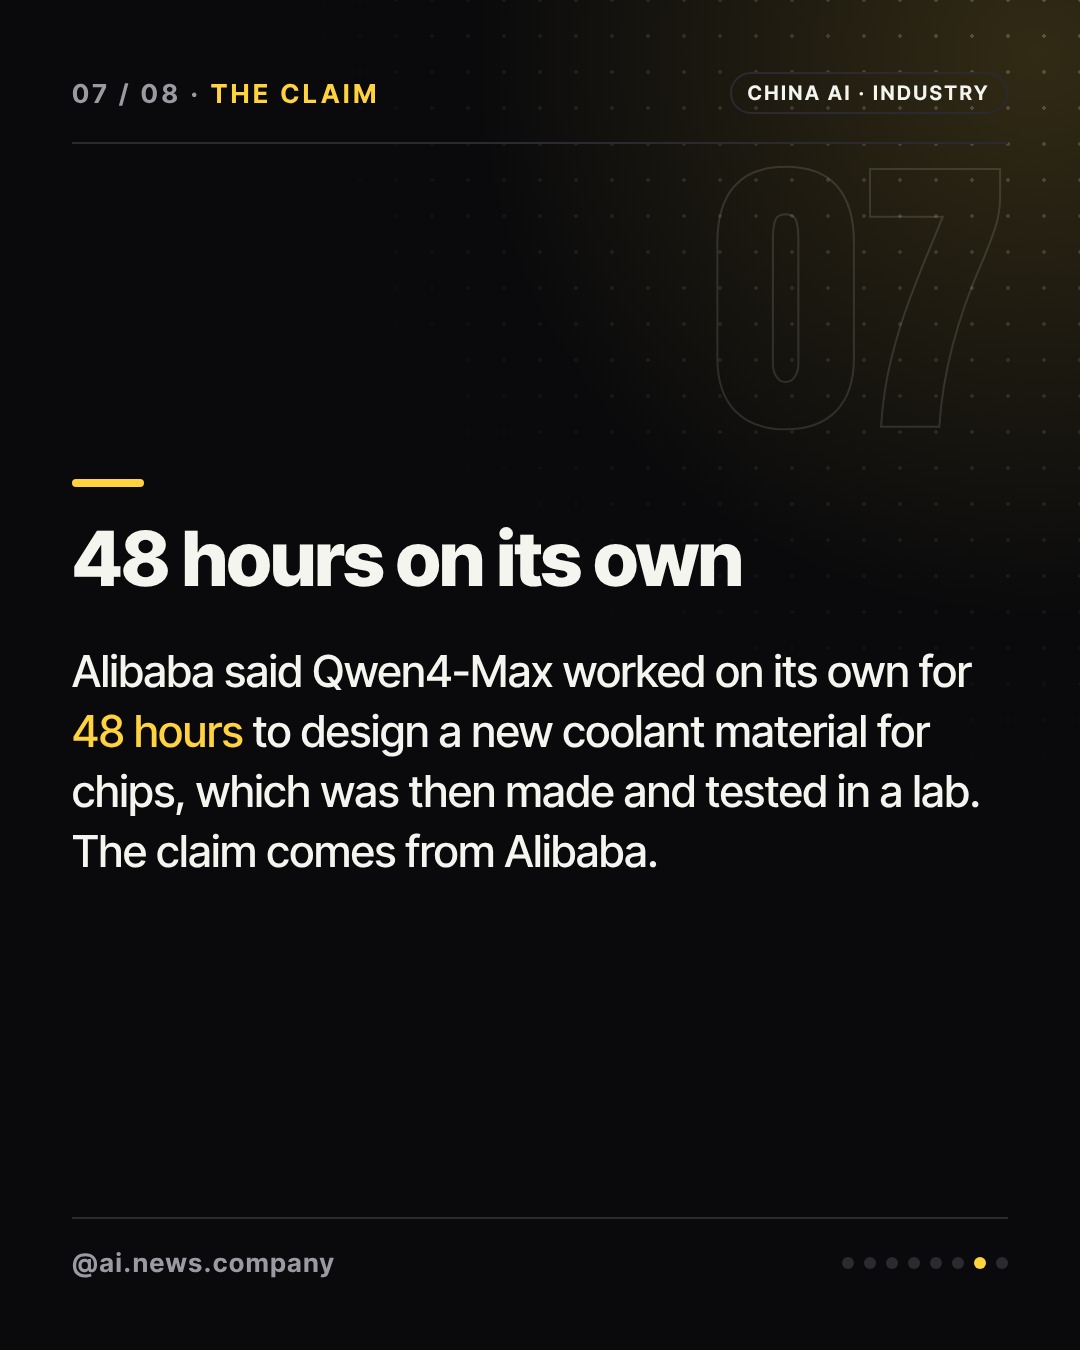 07 / 08 · THE CLAIM
CHINA AI · INDUSTRY
07
48 hours on its own
Alibaba said Qwen4-Max worked on its own for
48 hours to design a new coolant material for
chips, which was then made and tested in a lab.
The claim comes from Alibaba.
@ai.news.company